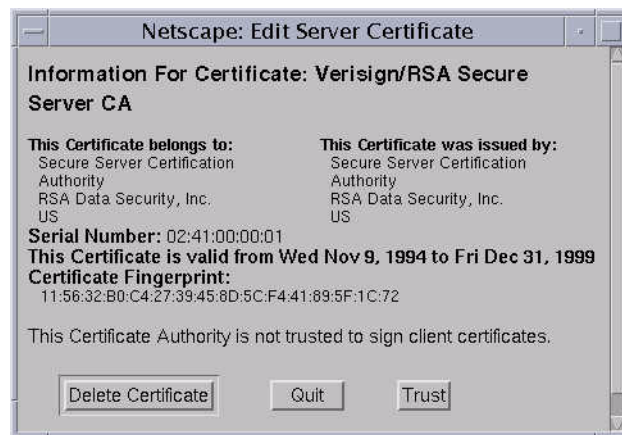 Netscape: Edit Server Certificate
Information For Certificate: Verisign/RSA Secure
Server CA
This Certificate belongs to:
Secure Server Certification
Authority
RSA Data Security, Inc.
US
This Certificate was issued by:
Secure Server Certification
Authority
RSA Data Security, Inc.
US
Serial Number: 02:41:00:00:01
This Certificate is valid from Wed Nov 9, 1994 to Fri Dec 31, 1999
Certificate Fingerprint:
11:56:32:B0:C4:27:39:45:8D:5C:F4:41:89:5F:1C:72
This Certificate Authority is not trusted to sign client certificates.
Delete Certificate Quit Trust